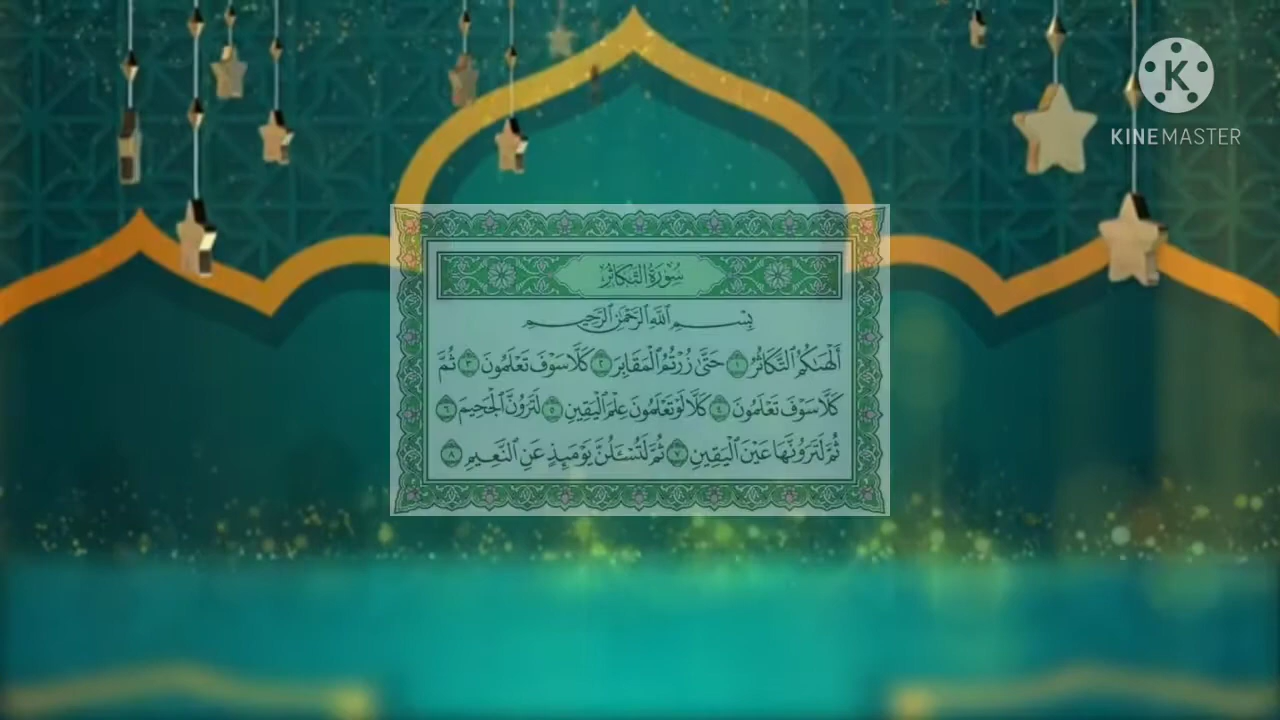 KINEMASTER
سُورَةُ التَّكَاثُرِ
بِسْمِ اللَّهِ الرَّحْمَٰنِ الرَّحِيمِ
أَلْهَىٰكُمُ التَّكَاثُرُ ١ حَتَّىٰ زُرْتُمُ الْمَقَابِرَ ٢ كَلَّا سَوْفَ تَعْلَمُونَ ٣ ثُمَّ
كَلَّا سَوْفَ تَعْلَمُونَ ٤ كَلَّا لَوْ تَعْلَمُونَ عِلْمَ الْيَقِينِ ٥ لَتَرَوُنَّ الْجَحِيمَ ٦
ثُمَّ لَتَرَوُنَّهَا عَيْنَ الْيَقِينِ ٧ ثُمَّ لَتُسْـَٔلُنَّ يَوْمَئِذٍ عَنِ النَّعِيمِ ٨